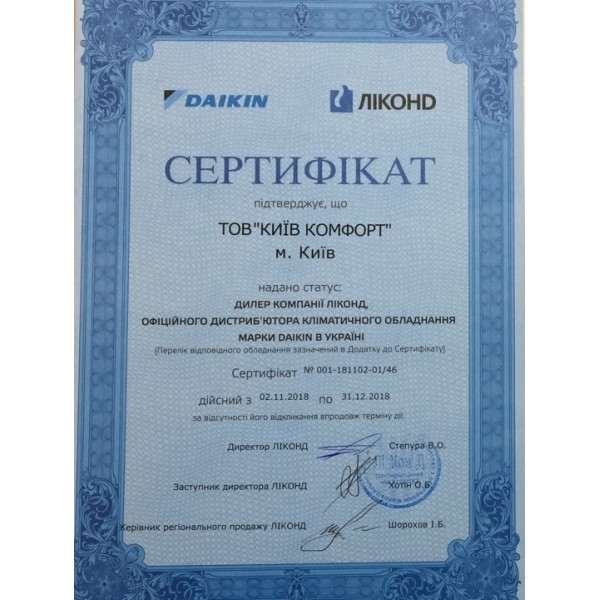 DAIKIN ЛІКОНD
СЕРТИФІКАТ
підтверджує, що
ТОВ"КИЇВ КОМФОРТ"
м. Київ
надано статус:
ДИЛЕР КОМПАНІЇ ЛІКОНД,
ОФІЦІЙНОГО ДИСТРИБ'ЮТОРА КЛІМАТИЧНОГО ОБЛАДНАННЯ
МАРКИ DAIKIN В УКРАЇНІ
(Перелік відповідного обладнання зазначений в Додатку до Сертифікату)
Сертифікат № 001-181102-01/46
ДІЙСНИЙ З 02.11.2018 ПО 31.12.2018
за відсутності його відкликання впродовж терміну дії.
Директор ЛІКОНД Степура В.О.
Заступник директора ЛІКОНД Хотін О.Б.
Керівник регіонального продажу ЛІКОНД Шорохов І.Б.